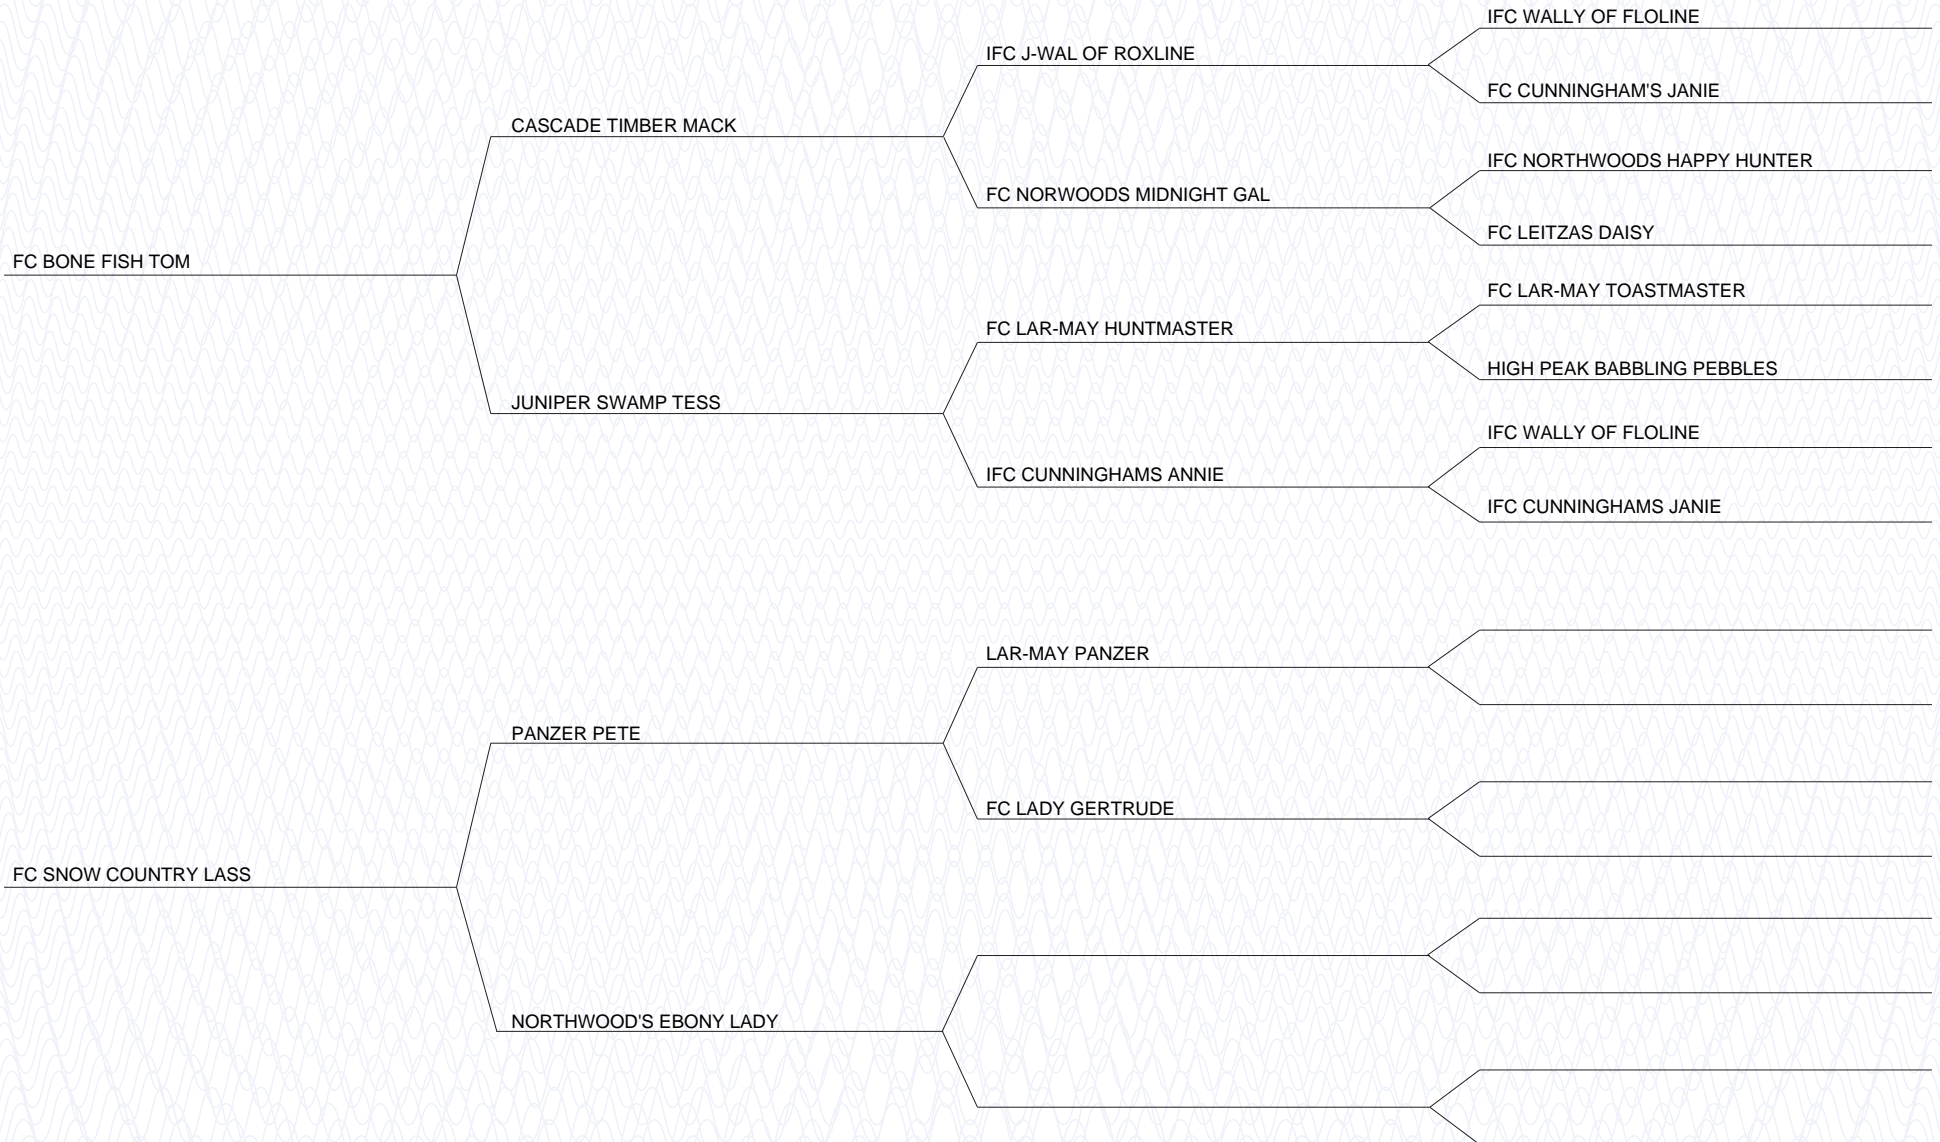 IFC WALLY OF FLOLINE
IFC J-WAL OF ROXLINE
FC CUNNINGHAM'S JANIE
CASCADE TIMBER MACK
IFC NORTHWOODS HAPPY HUNTER
FC NORWOODS MIDNIGHT GAL
FC LEITZAS DAISY
FC BONE FISH TOM
FC LAR-MAY TOASTMASTER
FC LAR-MAY HUNTMASTER
HIGH PEAK BABBLING PEBBLES
JUNIPER SWAMP TESS
IFC WALLY OF FLOLINE
IFC CUNNINGHAMS ANNIE
IFC CUNNINGHAMS JANIE
LAR-MAY PANZER
PANZER PETE
FC LADY GERTRUDE
FC SNOW COUNTRY LASS
NORTHWOOD'S EBONY LADY